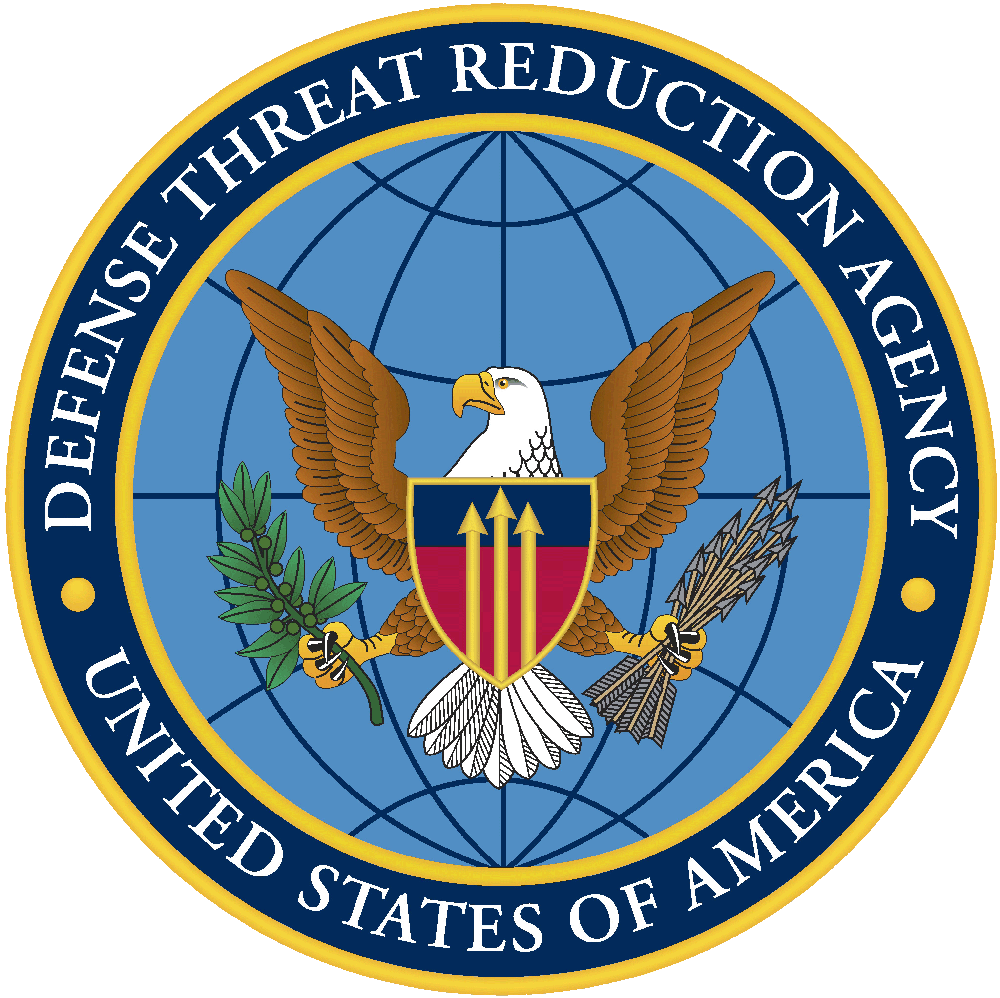 DEFENSE THREAT REDUCTION AGENCY
UNITED STATES OF AMERICA